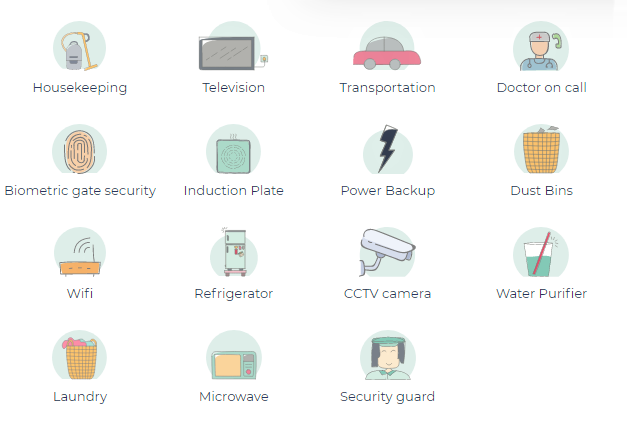 Housekeeping
Television
Transportation
Doctor on call
Biometric gate security
Induction Plate
Power Backup
Dust Bins
Wifi
Refrigerator
CCTV camera
Water Purifier
Laundry
Microwave
Security guard